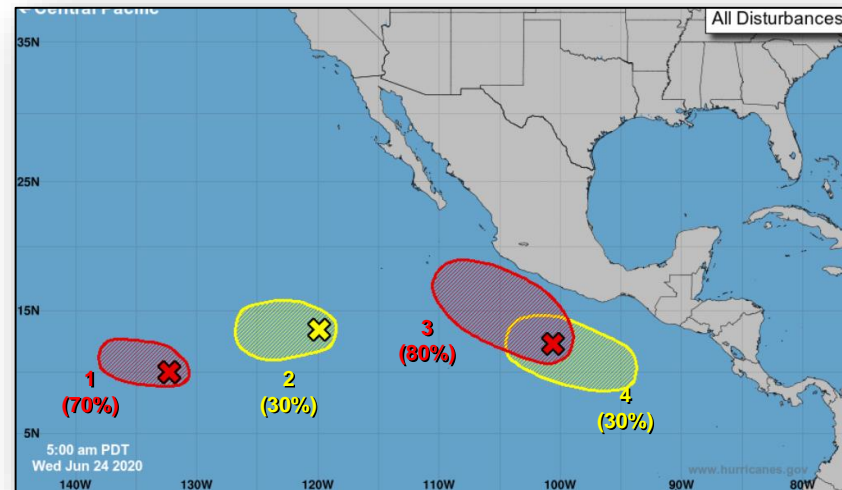 ← Central Pacific
All Disturbances
35N
25N
15N
5N
1
(70%)
2
(30%)
3
(80%)
4
(30%)
5:00 am PDT
Wed Jun 24 2020
www.hurricanes.gov
140W
130W
120W
110W
100W
90W
80W